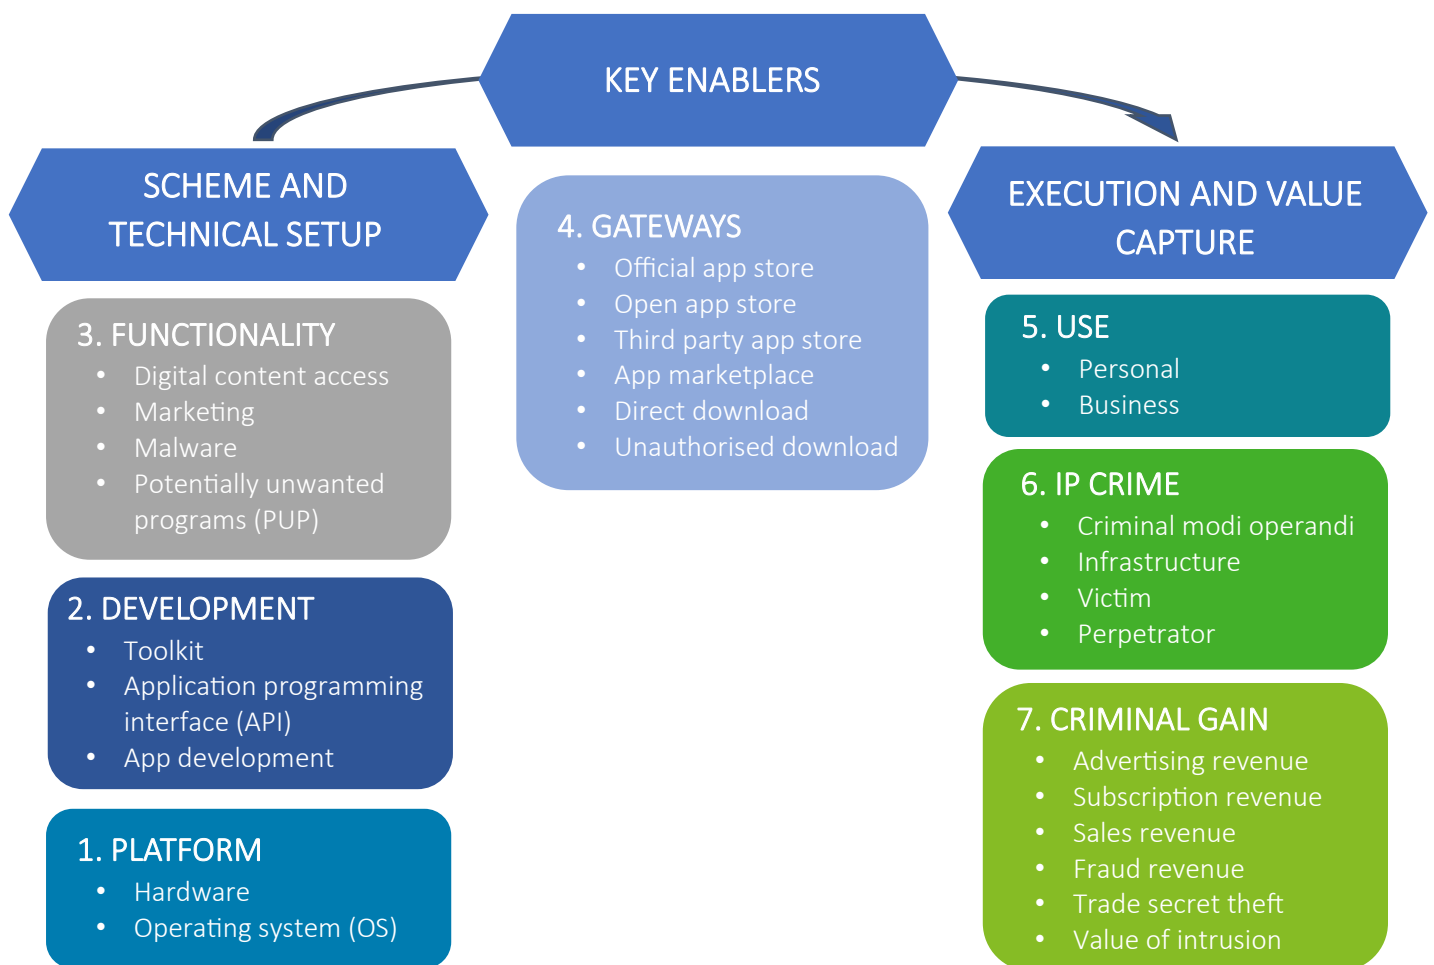 KEY ENABLERS
SCHEME AND
TECHNICAL SETUP
3. FUNCTIONALITY
• Digital content access
• Marketing
• Malware
• Potentially unwanted
programs (PUP)
2. DEVELOPMENT
• Toolkit
• Application programming
interface (API)
• App development
1. PLATFORM
• Hardware
• Operating system (OS)
4. GATEWAYS
• Official app store
• Open app store
• Third party app store
• App marketplace
• Direct download
• Unauthorised download
EXECUTION AND VALUE
CAPTURE
5. USE
• Personal
• Business
6. IP CRIME
• Criminal modi operandi
• Infrastructure
• Victim
• Perpetrator
7. CRIMINAL GAIN
• Advertising revenue
• Subscription revenue
• Sales revenue
• Fraud revenue
• Trade secret theft
• Value of intrusion